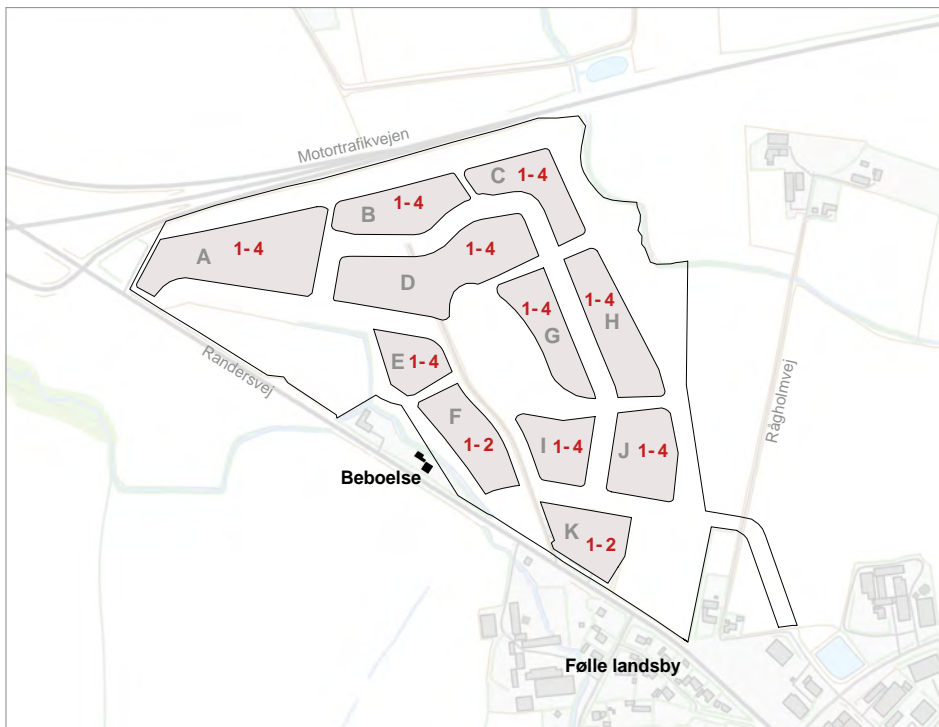 Motortrafikvejen
C 1- 4
B 1- 4
A 1- 4
D 1- 4
G 1- 4
H 1- 4
Rågholmvej
Randersvej
E 1- 4
F 1- 2
I 1- 4
J 1- 4
Beboelse
K 1- 2
Følle landsby